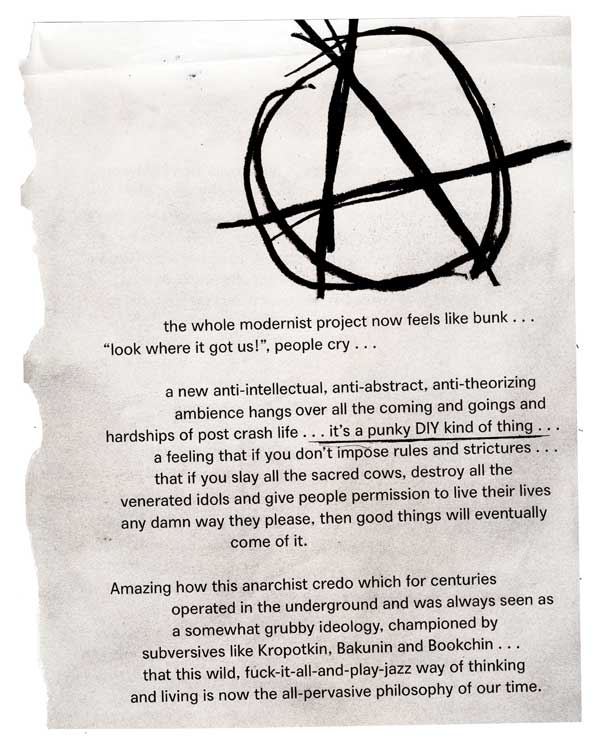 the whole modernist project now feels like bunk . . .
“look where it got us!”, people cry . . .
a new anti-intellectual, anti-abstract, anti-theorizing
ambience hangs over all the coming and goings and
hardships of post crash life . . . it’s a punky DIY kind of thing . . .
a feeling that if you don’t impose rules and strictures . . .
that if you slay all the sacred cows, destroy all the
venerated idols and give people permission to live their lives
any damn way they please, then good things will eventually
come of it.
Amazing how this anarchist credo which for centuries
operated in the underground and was always seen as
a somewhat grubby ideology, championed by
subversives like Kropotkin, Bakunin and Bookchin . . .
that this wild, fuck-it-all-and-play-jazz way of thinking
and living is now the all-pervasive philosophy of our time.